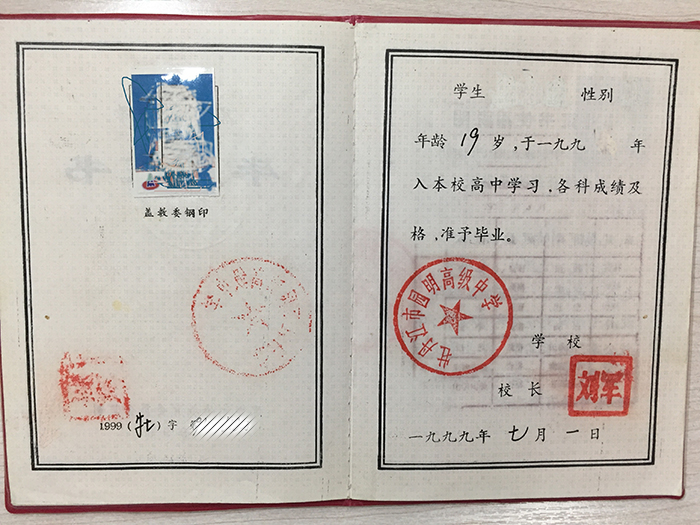 盖教委钢印
1999(牡)字
学生 性别
年龄 19 岁,于一九九 年
入本校高中学习,各科成绩及
格,准予毕业。
牡丹江市圆明高级中学
学校
校长 刘军
一九九九年 七月一日